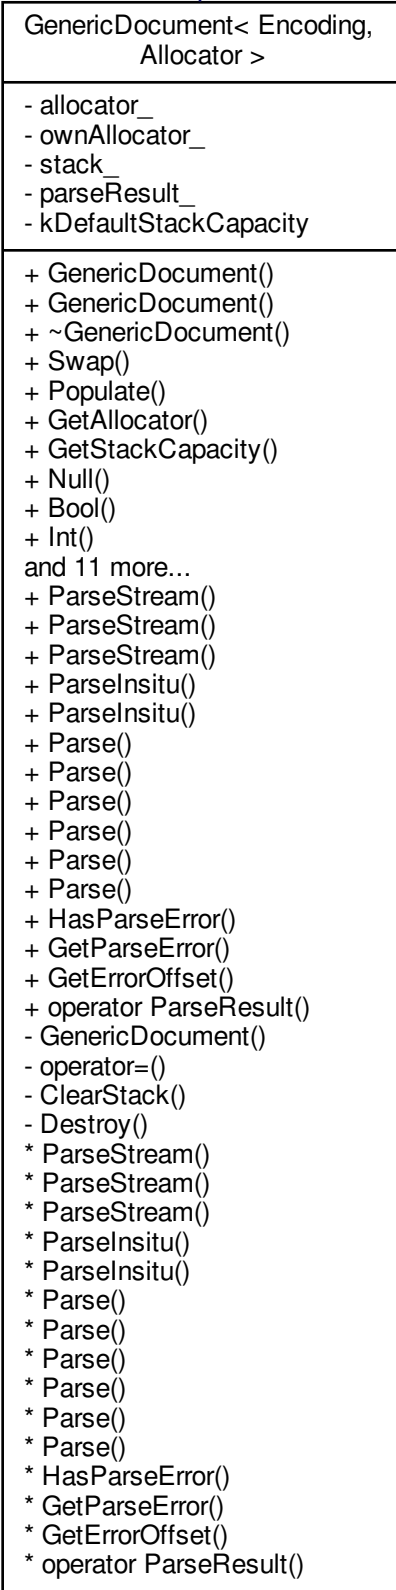 GenericDocument< Encoding,
Allocator >
- allocator_
- ownAllocator_
- stack_
- parseResult_
- kDefaultStackCapacity
+ GenericDocument()
+ GenericDocument()
+ ~GenericDocument()
+ Swap()
+ Populate()
+ GetAllocator()
+ GetStackCapacity()
+ Null()
+ Bool()
+ Int()
and 11 more...
+ ParseStream()
+ ParseStream()
+ ParseStream()
+ ParseInsitu()
+ ParseInsitu()
+ Parse()
+ Parse()
+ Parse()
+ Parse()
+ Parse()
+ Parse()
+ HasParseError()
+ GetParseError()
+ GetErrorOffset()
+ operator ParseResult()
- GenericDocument()
- operator=()
- ClearStack()
- Destroy()
* ParseStream()
* ParseStream()
* ParseStream()
* ParseInsitu()
* ParseInsitu()
* Parse()
* Parse()
* Parse()
* Parse()
* Parse()
* Parse()
* HasParseError()
* GetParseError()
* GetErrorOffset()
* operator ParseResult()